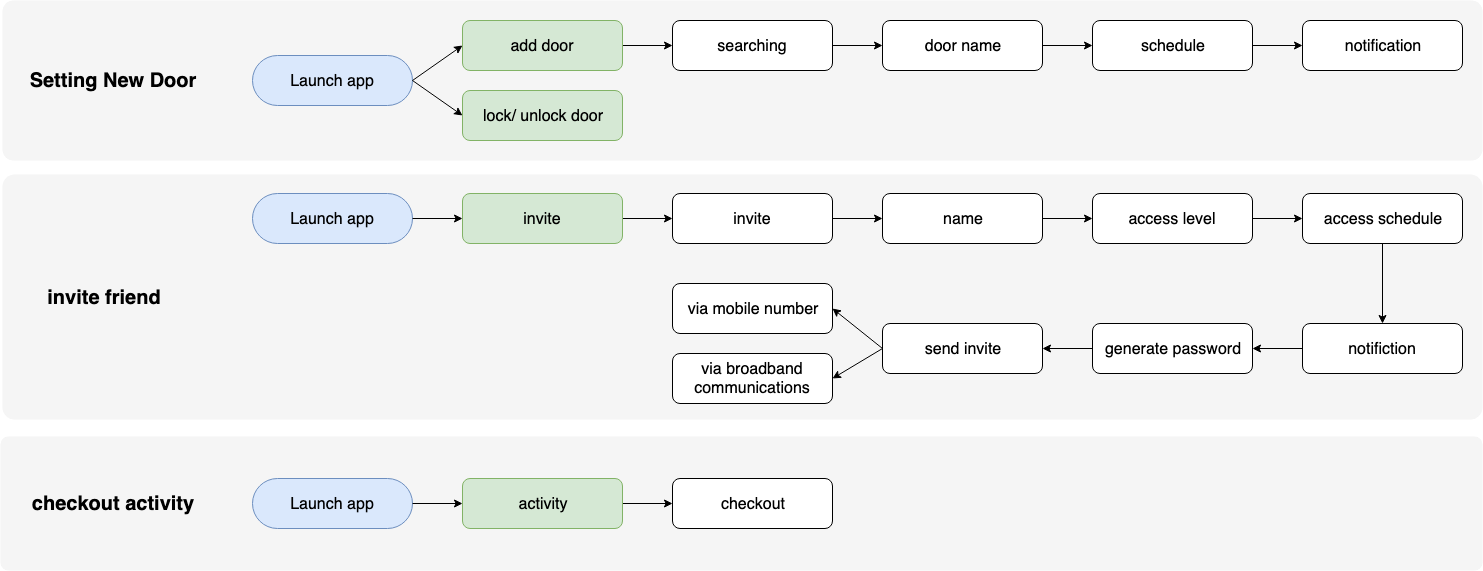 Setting New Door
Launch app
add door
searching
door name
schedule
notification
lock/ unlock door
invite friend
Launch app
invite
invite
name
access level
access schedule
via mobile number
via broadband
communications
send invite
generate password
notifiction
checkout activity
Launch app
activity
checkout